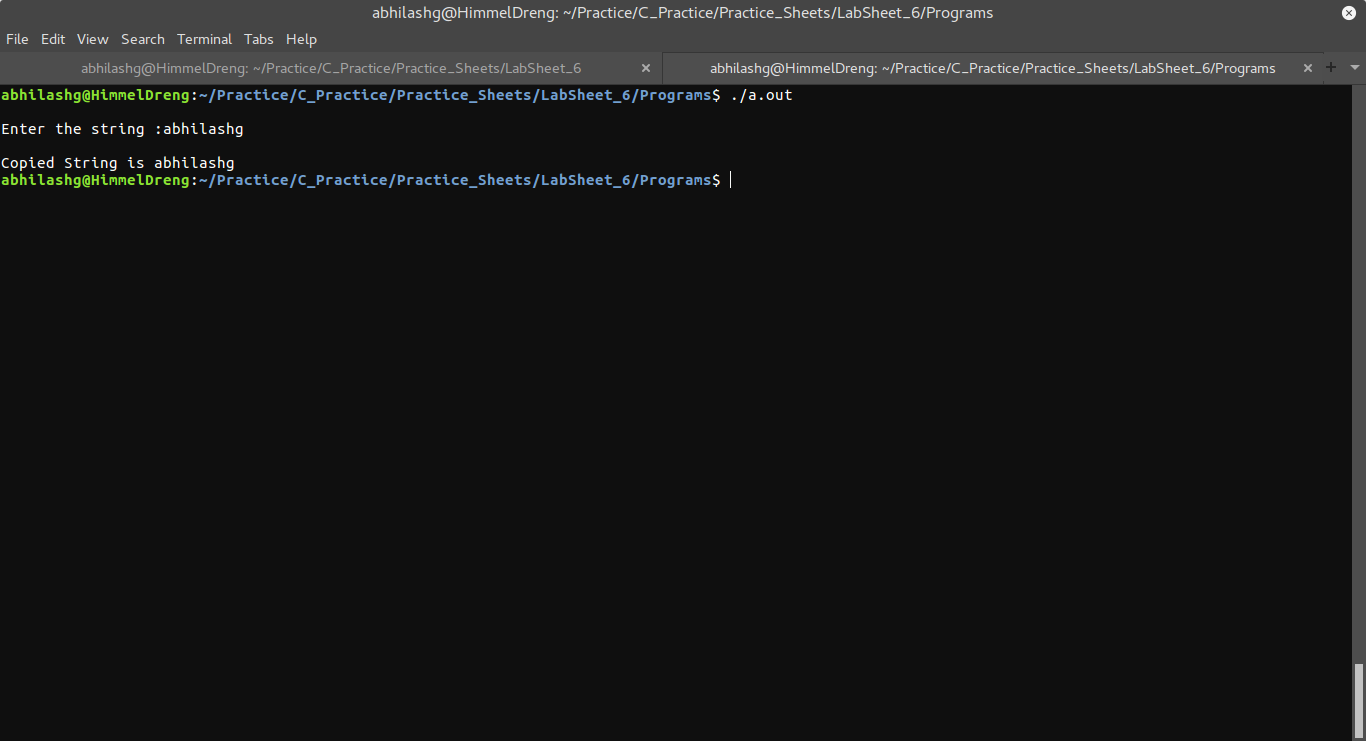 abhilashg@HimmelDreng: ~/Practice/C_Practice/Practice_Sheets/LabSheet_6/Programs
File Edit View Search Terminal Tabs Help
abhilashg@HimmelDreng: ~/Practice/C_Practice/Practice_Sheets/LabSheet_6 abhilashg@HimmelDreng: ~/Practice/C_Practice/Practice_Sheets/LabSheet_6/Programs
abhilashg@HimmelDreng:~/Practice/C_Practice/Practice_Sheets/LabSheet_6/Programs$ ./a.out
Enter the string :abhilashg
Copied String is abhilashg
abhilashg@HimmelDreng:~/Practice/C_Practice/Practice_Sheets/LabSheet_6/Programs$